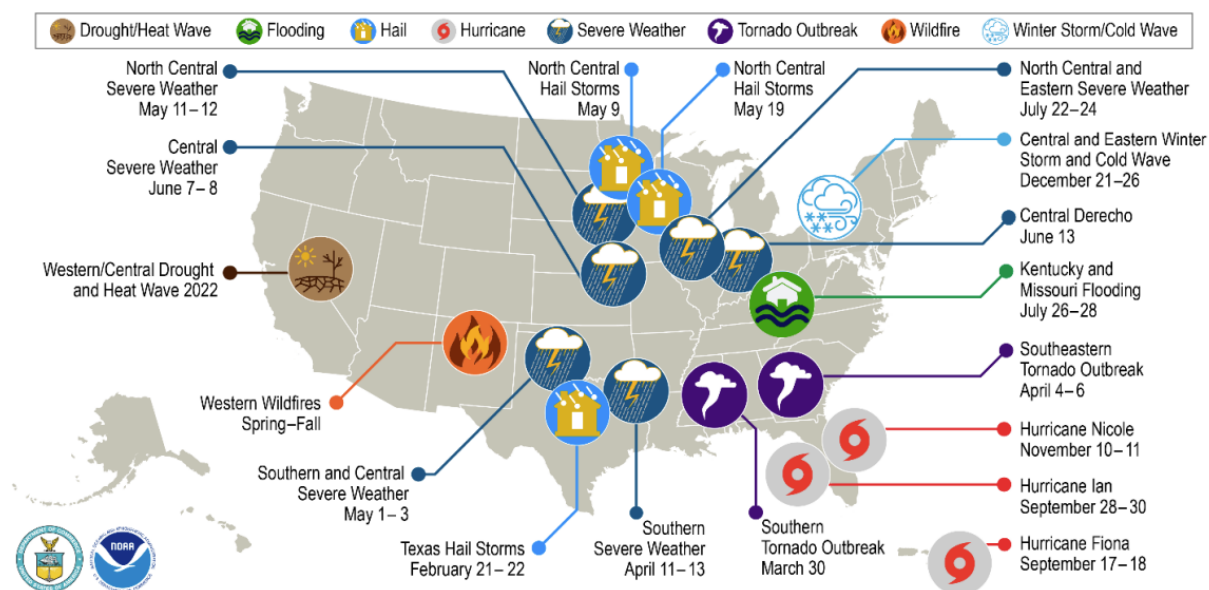 Drought/Heat Wave
Flooding
Hail
Hurricane
Severe Weather
Tornado Outbreak
Wildfire
Winter Storm/Cold Wave
North Central
Severe Weather
May 11–12
North Central
Hail Storms
May 9
North Central
Hail Storms
May 19
North Central and
Eastern Severe Weather
July 22–24
Central
Severe Weather
June 7–8
Central and Eastern Winter
Storm and Cold Wave
December 21–26
Central Derecho
June 13
Western/Central Drought
and Heat Wave 2022
Kentucky and
Missouri Flooding
July 26–28
Southeastern
Tornado Outbreak
April 4–6
Western Wildfires
Spring–Fall
Hurricane Nicole
November 10–11
Southern and Central
Severe Weather
May 1–3
Hurricane Ian
September 28–30
Texas Hail Storms
February 21–22
Southern
Severe Weather
April 11–13
Southern
Tornado Outbreak
March 30
Hurricane Fiona
September 17–18
NOAA